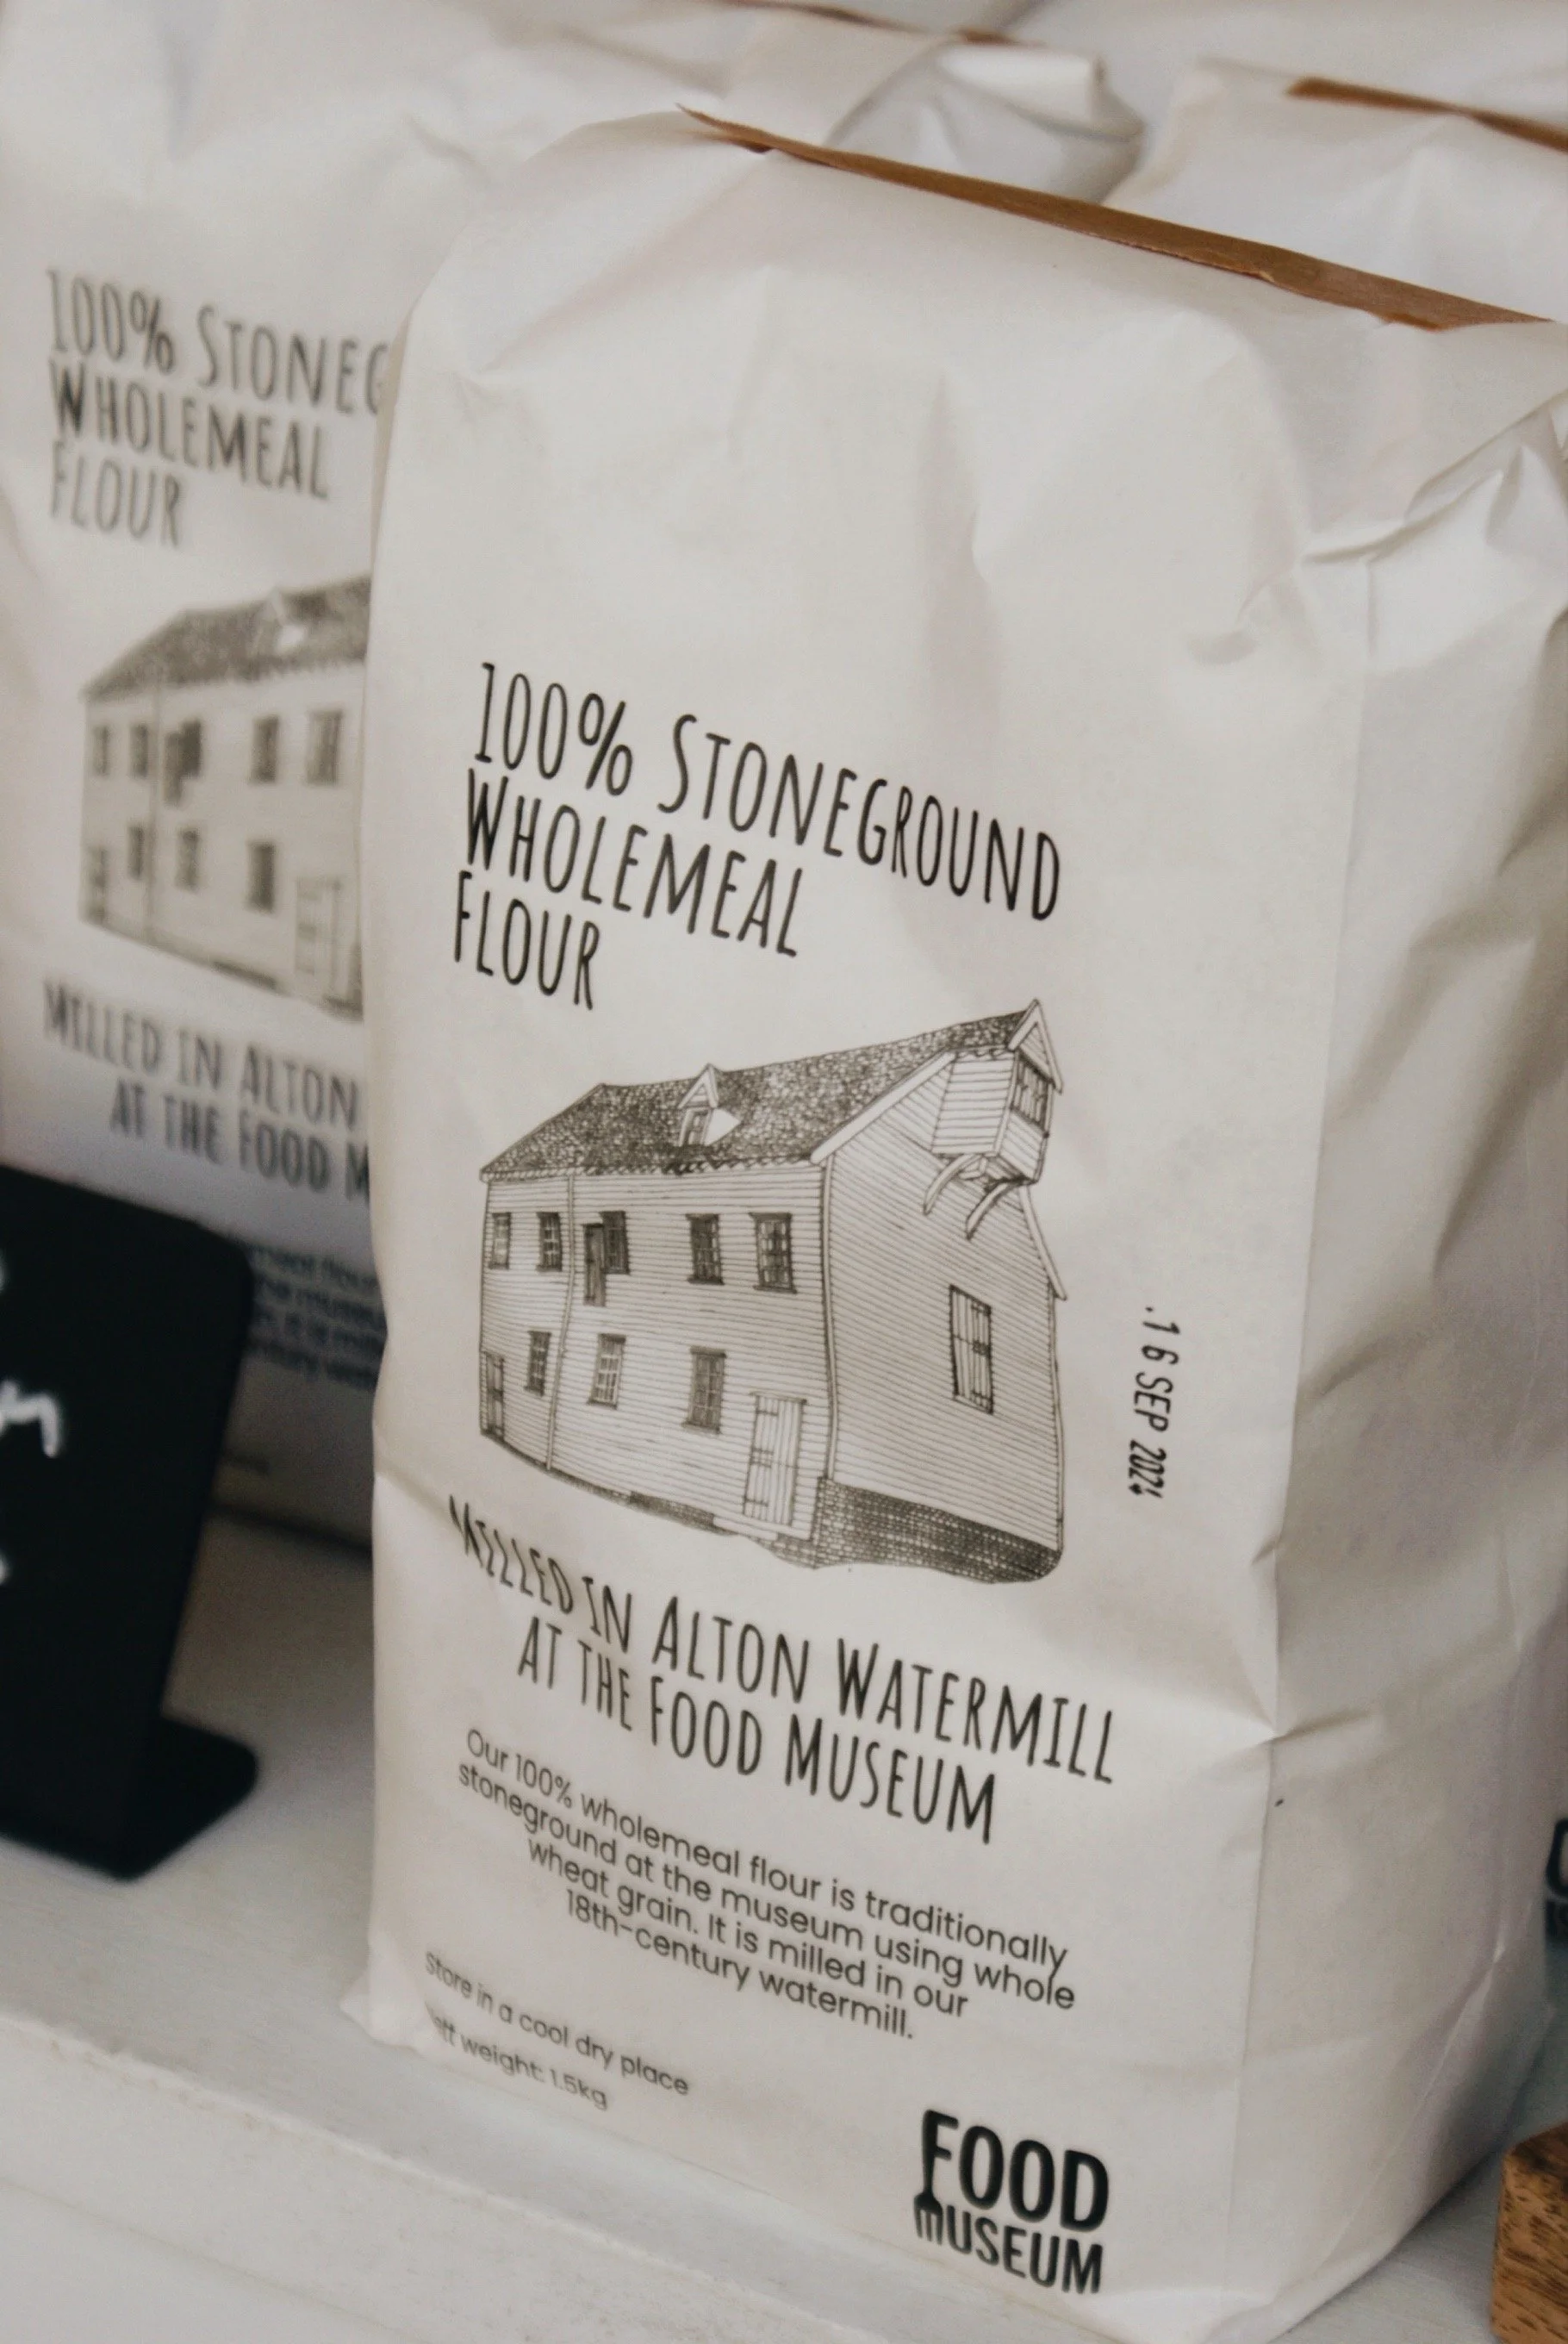 100% STONEGROUND
WHOLEMEAL
FLOUR
.16 SEP 2024
MILLED IN ALTON WATERMILL
AT THE FOOD MUSEUM
Our 100% wholemeal flour is traditionally
stoneground at the museum using whole
wheat grain. It is milled in our
18th-century watermill.
Store in a cool dry place
weight: 1.5kg
FOOD
MUSEUM
100%
WHOLEMEAL
FLOUR
MILLED IN ALTON
AT THE FOOD